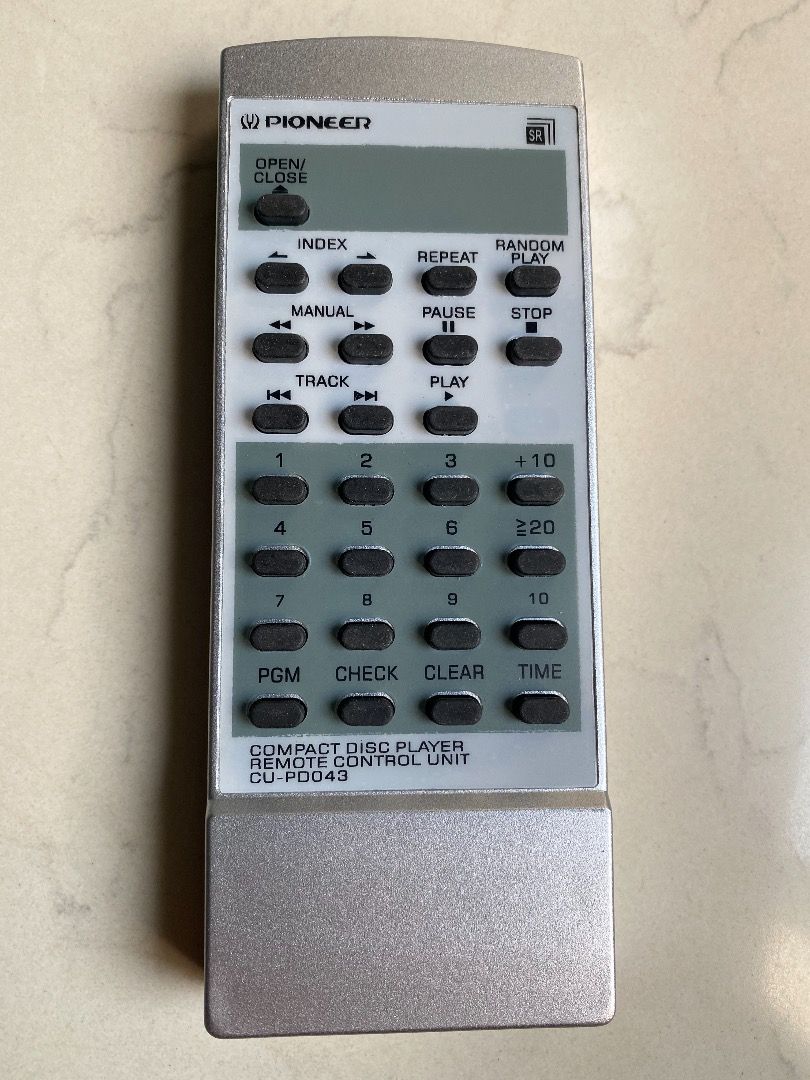 PIONEER
SR
OPEN/
CLOSE
INDEX
REPEAT
RANDOM
PLAY
MANUAL
PAUSE
STOP
TRACK
PLAY
1 2 3 +10
4 5 6 ≧20
7 8 9 10
PGM CHECK CLEAR TIME
COMPACT DISC PLAYER
REMOTE CONTROL UNIT
CU-PD043